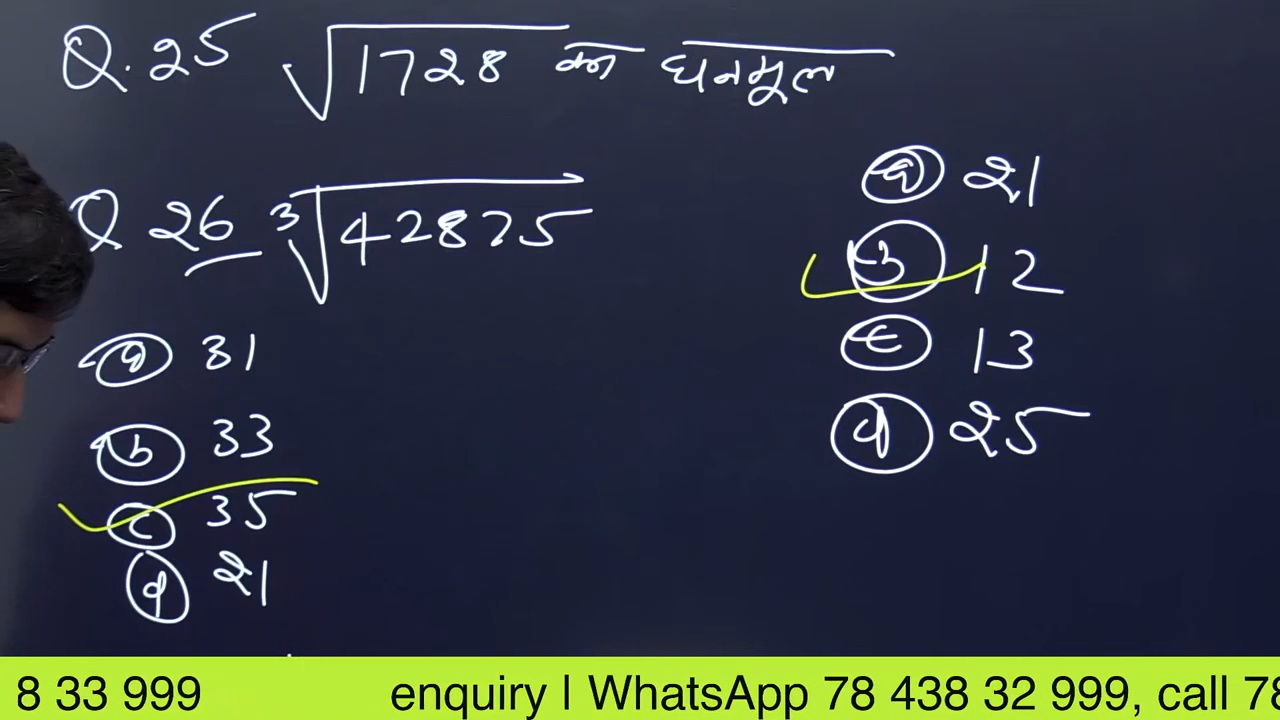 Q. 25 √1728 का घनमूल
(a) 21
(b) 12
(c) 13
(d) 25
Q 26 ³√42875
(a) 31
(b) 33
(c) 35
(d) 21
8 33 999 enquiry | WhatsApp 78 438 32 999, call 78